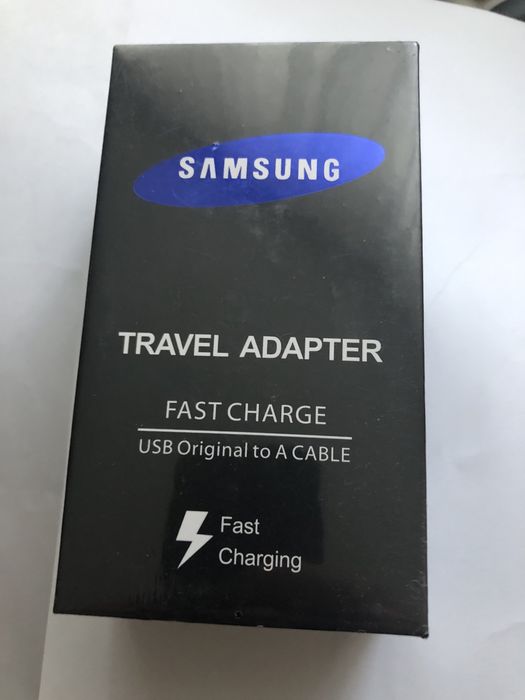 SAMSUNG
TRAVEL ADAPTER
FAST CHARGE
USB Original to A CABLE
Fast
Charging